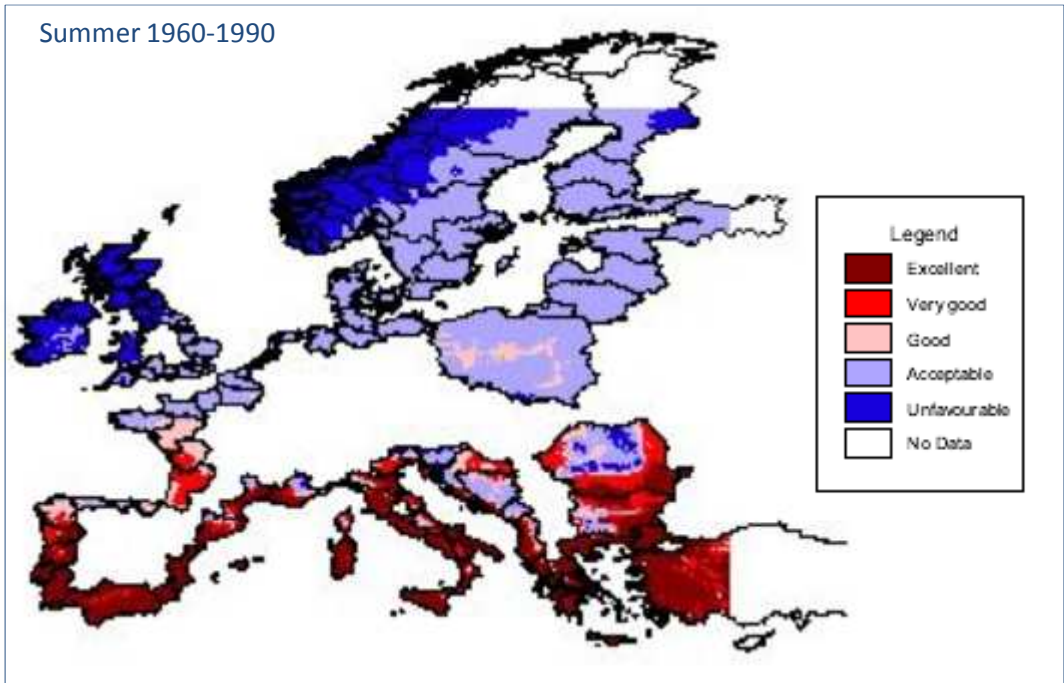 Summer 1960-1990
Legend
Excellent
Very good
Good
Acceptable
Unfavourable
No Data